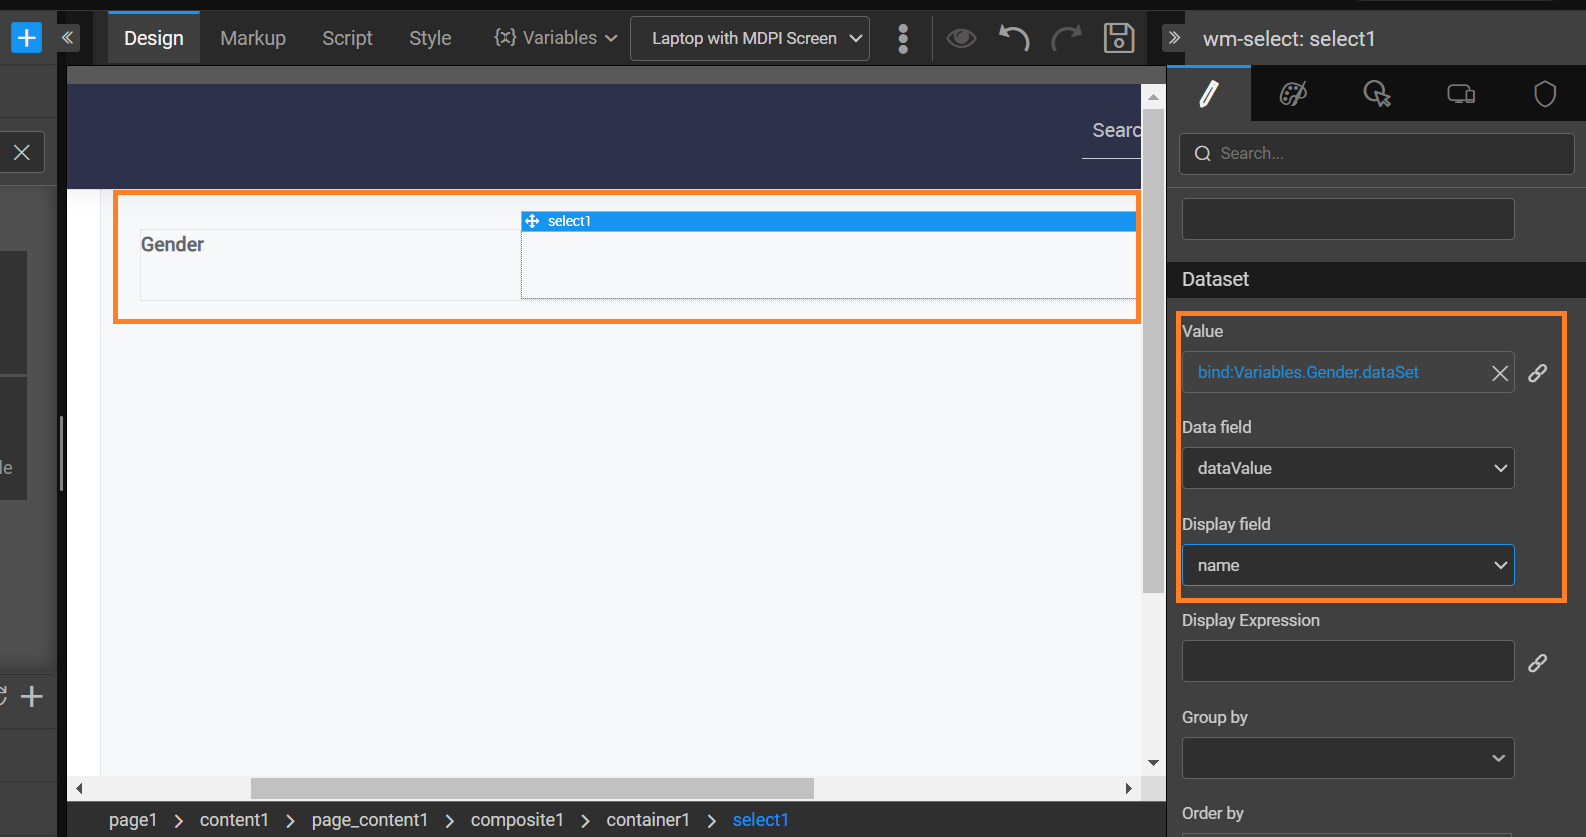 Design Markup Script Style {x} Variables Laptop with MDPI Screen
wm-select: select1
Searc
Search...
select1
Gender
Dataset
Value
bind:Variables.Gender.dataSet
Data field
dataValue
le
Display field
name
Display Expression
Group by
Order by
page1 > content1 > page_content1 > composite1 > container1 > select1